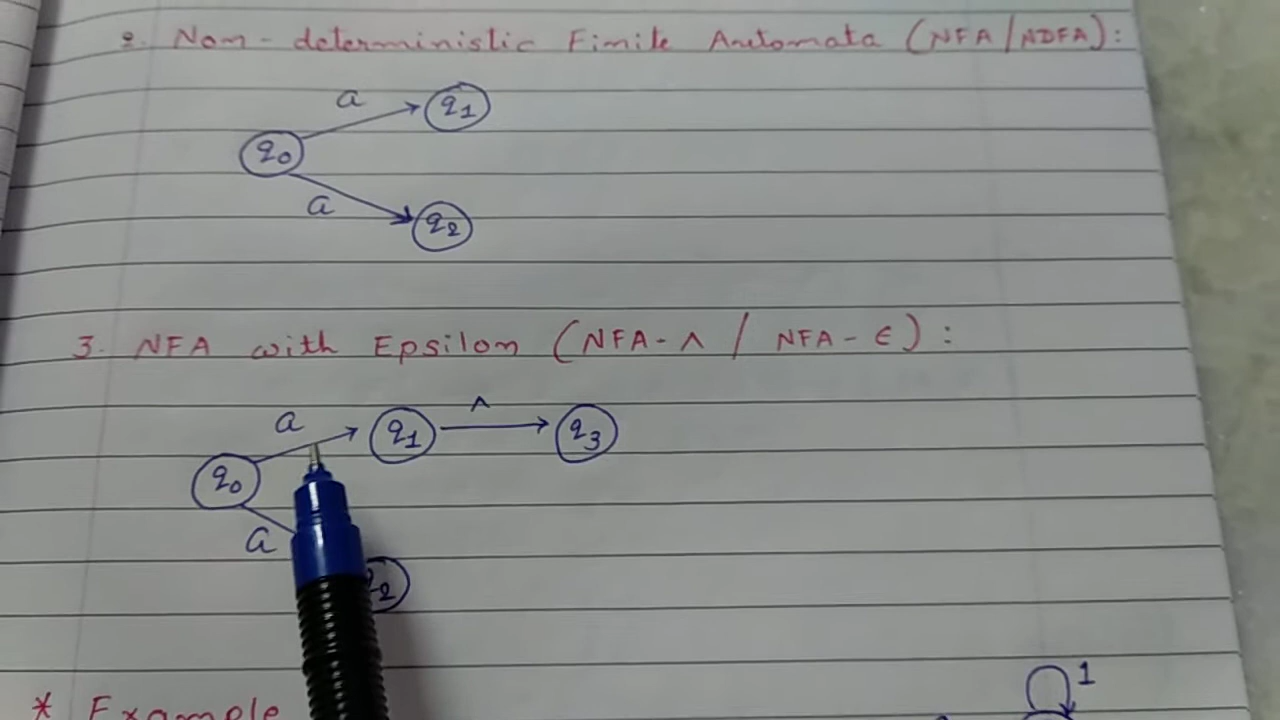 2. Non-deterministic Finite Automata (NFA/NDFA):
a
q1
q0
a
q2
3. NFA with Epsilon (NFA-^ / NFA-ϵ):
a
q1
^
q3
q0
a
* Example
1